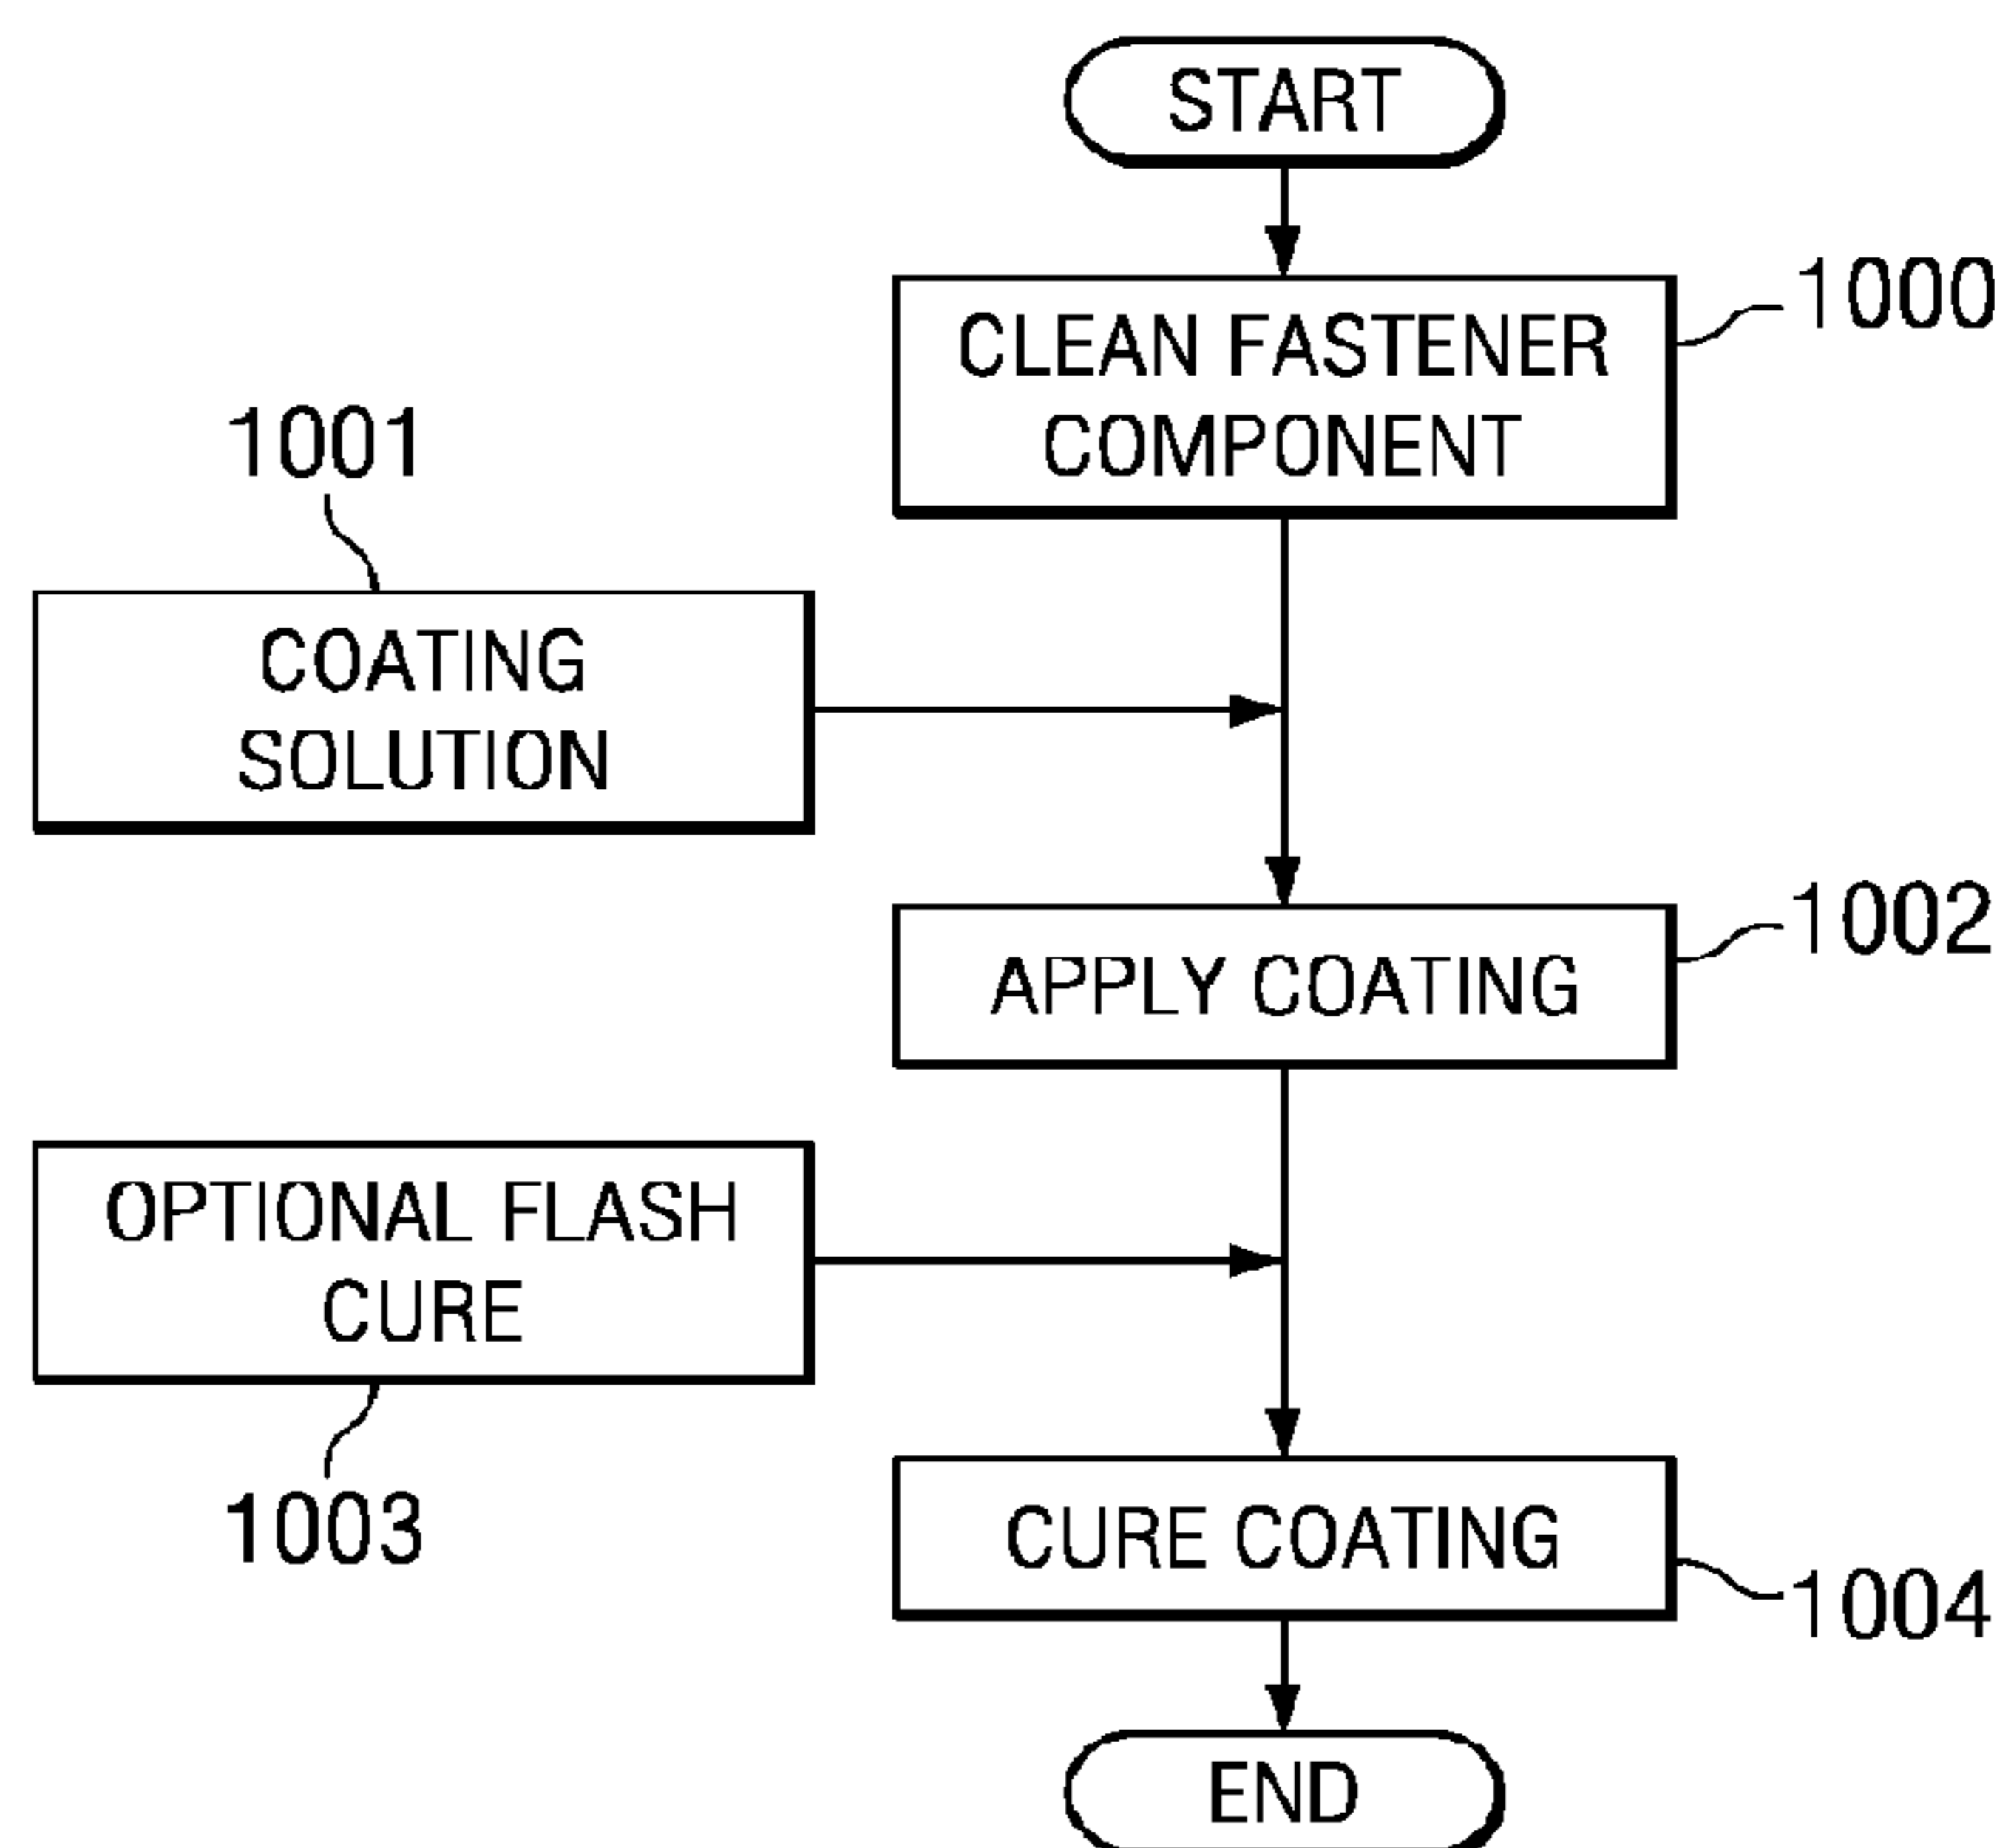 START
CLEAN FASTENER
COMPONENT
1000
1001
COATING
SOLUTION
APPLY COATING
1002
OPTIONAL FLASH
CURE
1003
CURE COATING
1004
END